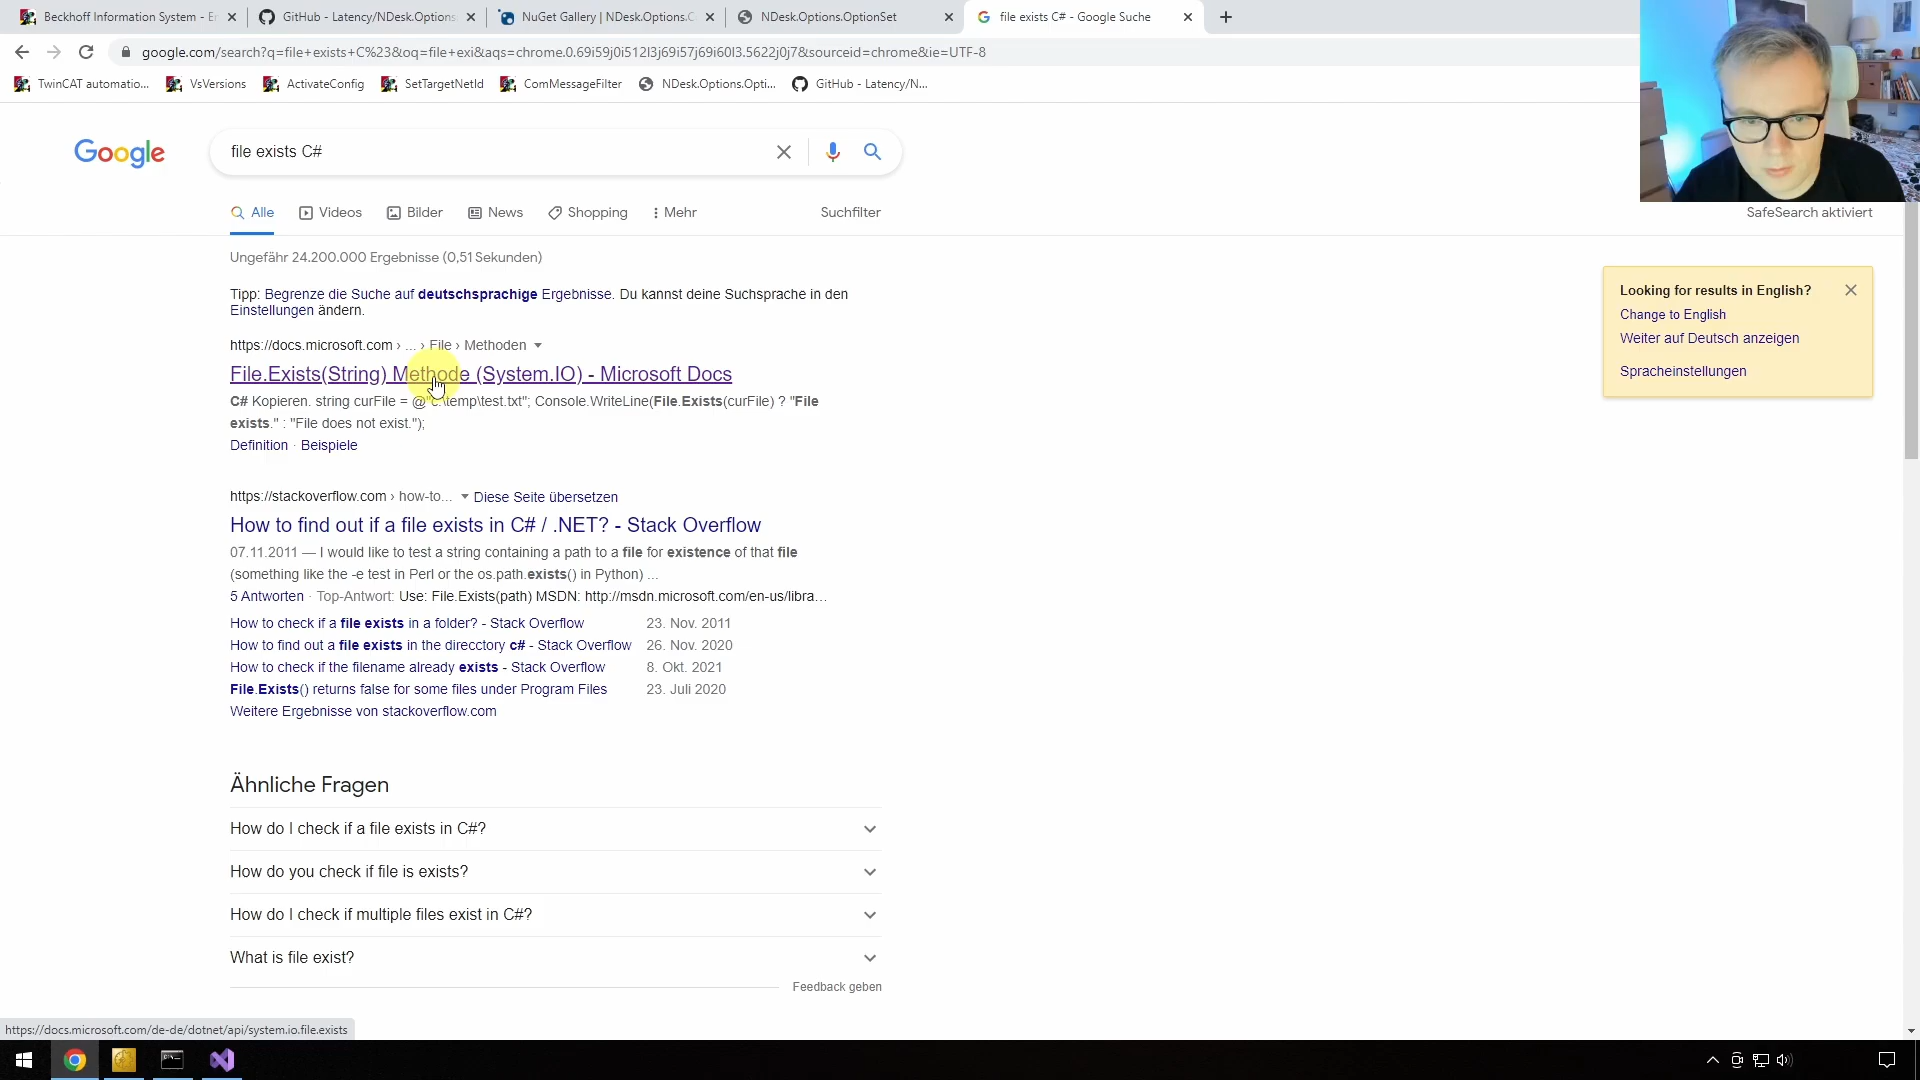 Beckhoff Information System - Er
GitHub - Latency/NDesk.Options:
NuGet Gallery | NDesk.Options.C
NDesk.Options.OptionSet
file exists C# - Google Suche
google.com/search?q=file+exists+C%23&oq=file+exi&aqs=chrome.0.69i59j0i512l3j69i57j69i60l3.5622j0j7&sourceid=chrome&ie=UTF-8
TwinCAT automatio...
VsVersions
ActivateConfig
SetTargetNetId
ComMessageFilter
NDesk.Options.Opti...
GitHub - Latency/N...
Google
file exists C#
Alle
Videos
Bilder
News
Shopping
Mehr
Suchfilter
SafeSearch aktiviert
Ungefähr 24.200.000 Ergebnisse (0,51 Sekunden)
Tipp: Begrenze die Suche auf deutschsprachige Ergebnisse. Du kannst deine Suchsprache in den
Einstellungen ändern.
https://docs.microsoft.com › ... › File › Methoden
File.Exists(String) Methode (System.IO) - Microsoft Docs
C# Kopieren. string curFile = @"c:\temp\test.txt"; Console.WriteLine(File.Exists(curFile) ? "File
exists." : "File does not exist.");
Definition · Beispiele
https://stackoverflow.com › how-to... Diese Seite übersetzen
How to find out if a file exists in C# / .NET? - Stack Overflow
07.11.2011 — I would like to test a string containing a path to a file for existence of that file
(something like the -e test in Perl or the os.path.exists() in Python) ...
5 Antworten · Top-Antwort: Use: File.Exists(path) MSDN: http://msdn.microsoft.com/en-us/libra…
How to check if a file exists in a folder? - Stack Overflow 23. Nov. 2011
How to find out a file exists in the direcctory c# - Stack Overflow 26. Nov. 2020
How to check if the filename already exists - Stack Overflow 8. Okt. 2021
File.Exists() returns false for some files under Program Files 23. Juli 2020
Weitere Ergebnisse von stackoverflow.com
Ähnliche Fragen
How do I check if a file exists in C#?
How do you check if file is exists?
How do I check if multiple files exist in C#?
What is file exist?
Feedback geben
Looking for results in English?
Change to English
Weiter auf Deutsch anzeigen
Spracheinstellungen
https://docs.microsoft.com/de-de/dotnet/api/system.io.file.exists